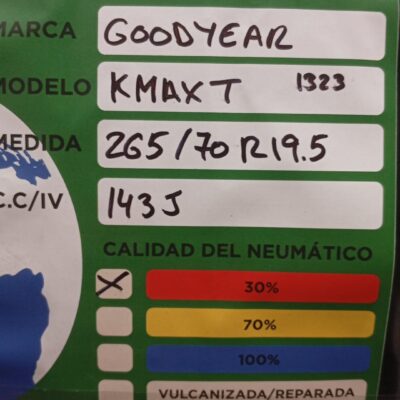 MARCA GOODYEAR
MODELO KMAX T 1323
MEDIDA 265/70 R19.5
C.C/IV 143J
CALIDAD DEL NEUMÁTICO
X 30%
70%
100%
VULCANIZADA/REPARADA